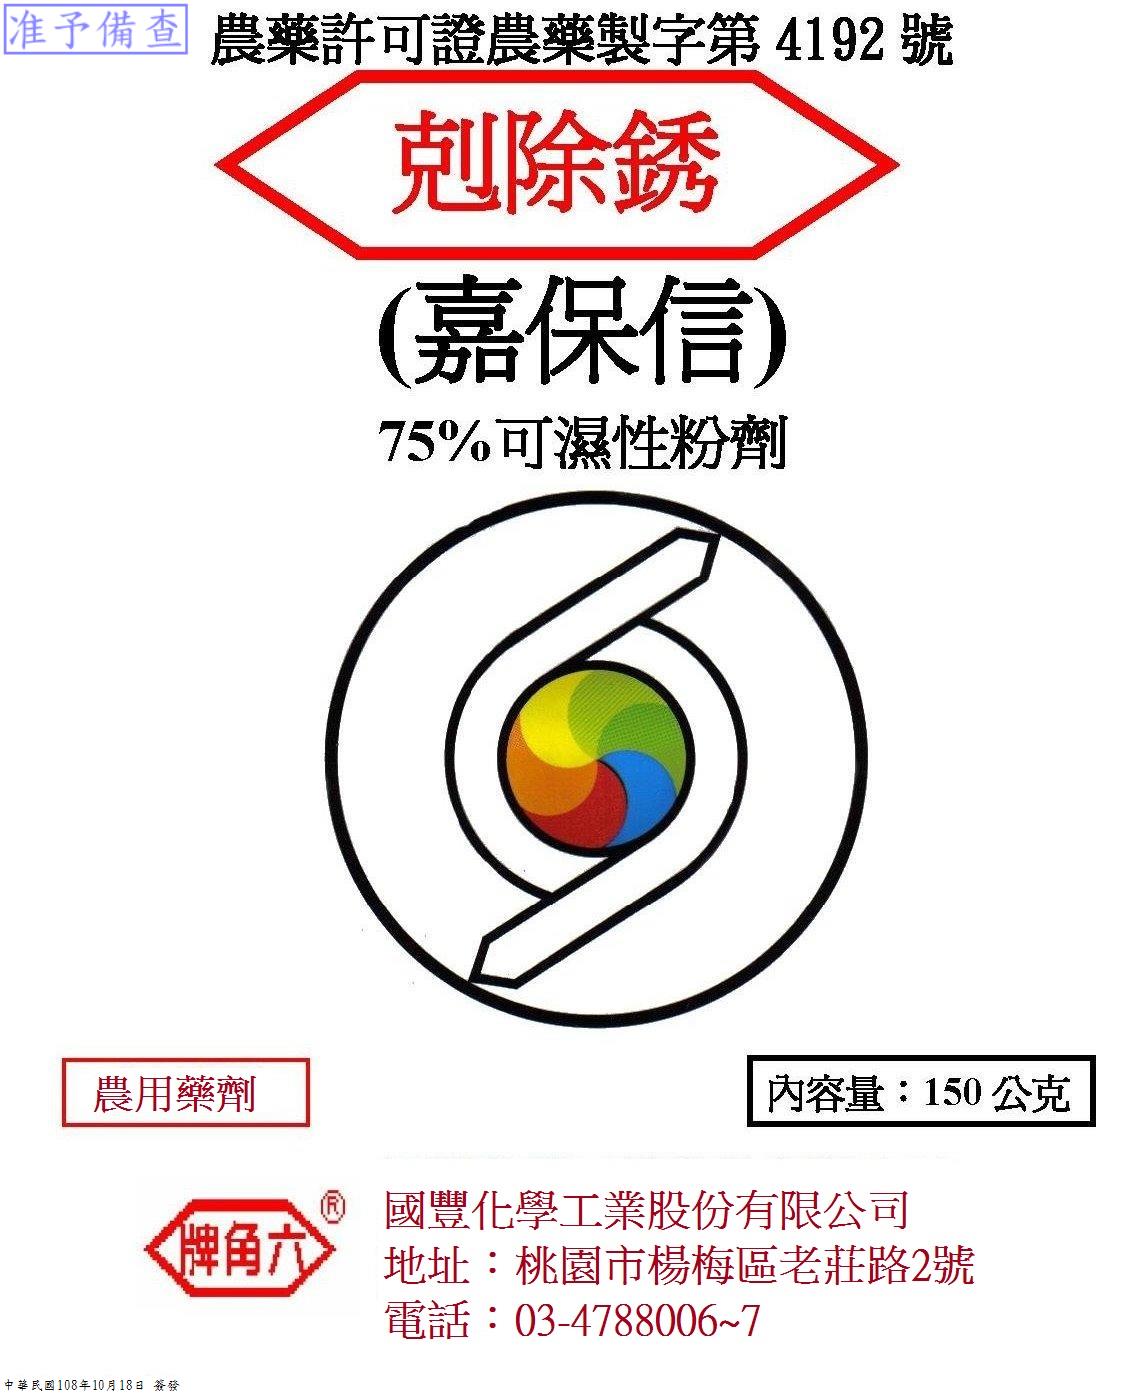 准予備查
農藥許可證農藥製字第 4192 號
剋除銹
(嘉保信)
75%可濕性粉劑
農用藥劑
內容量：150 公克
牌角六®
國豐化學工業股份有限公司
地址：桃園市楊梅區老莊路2號
電話：03-4788006~7
中華民國108年10月18日 簽發